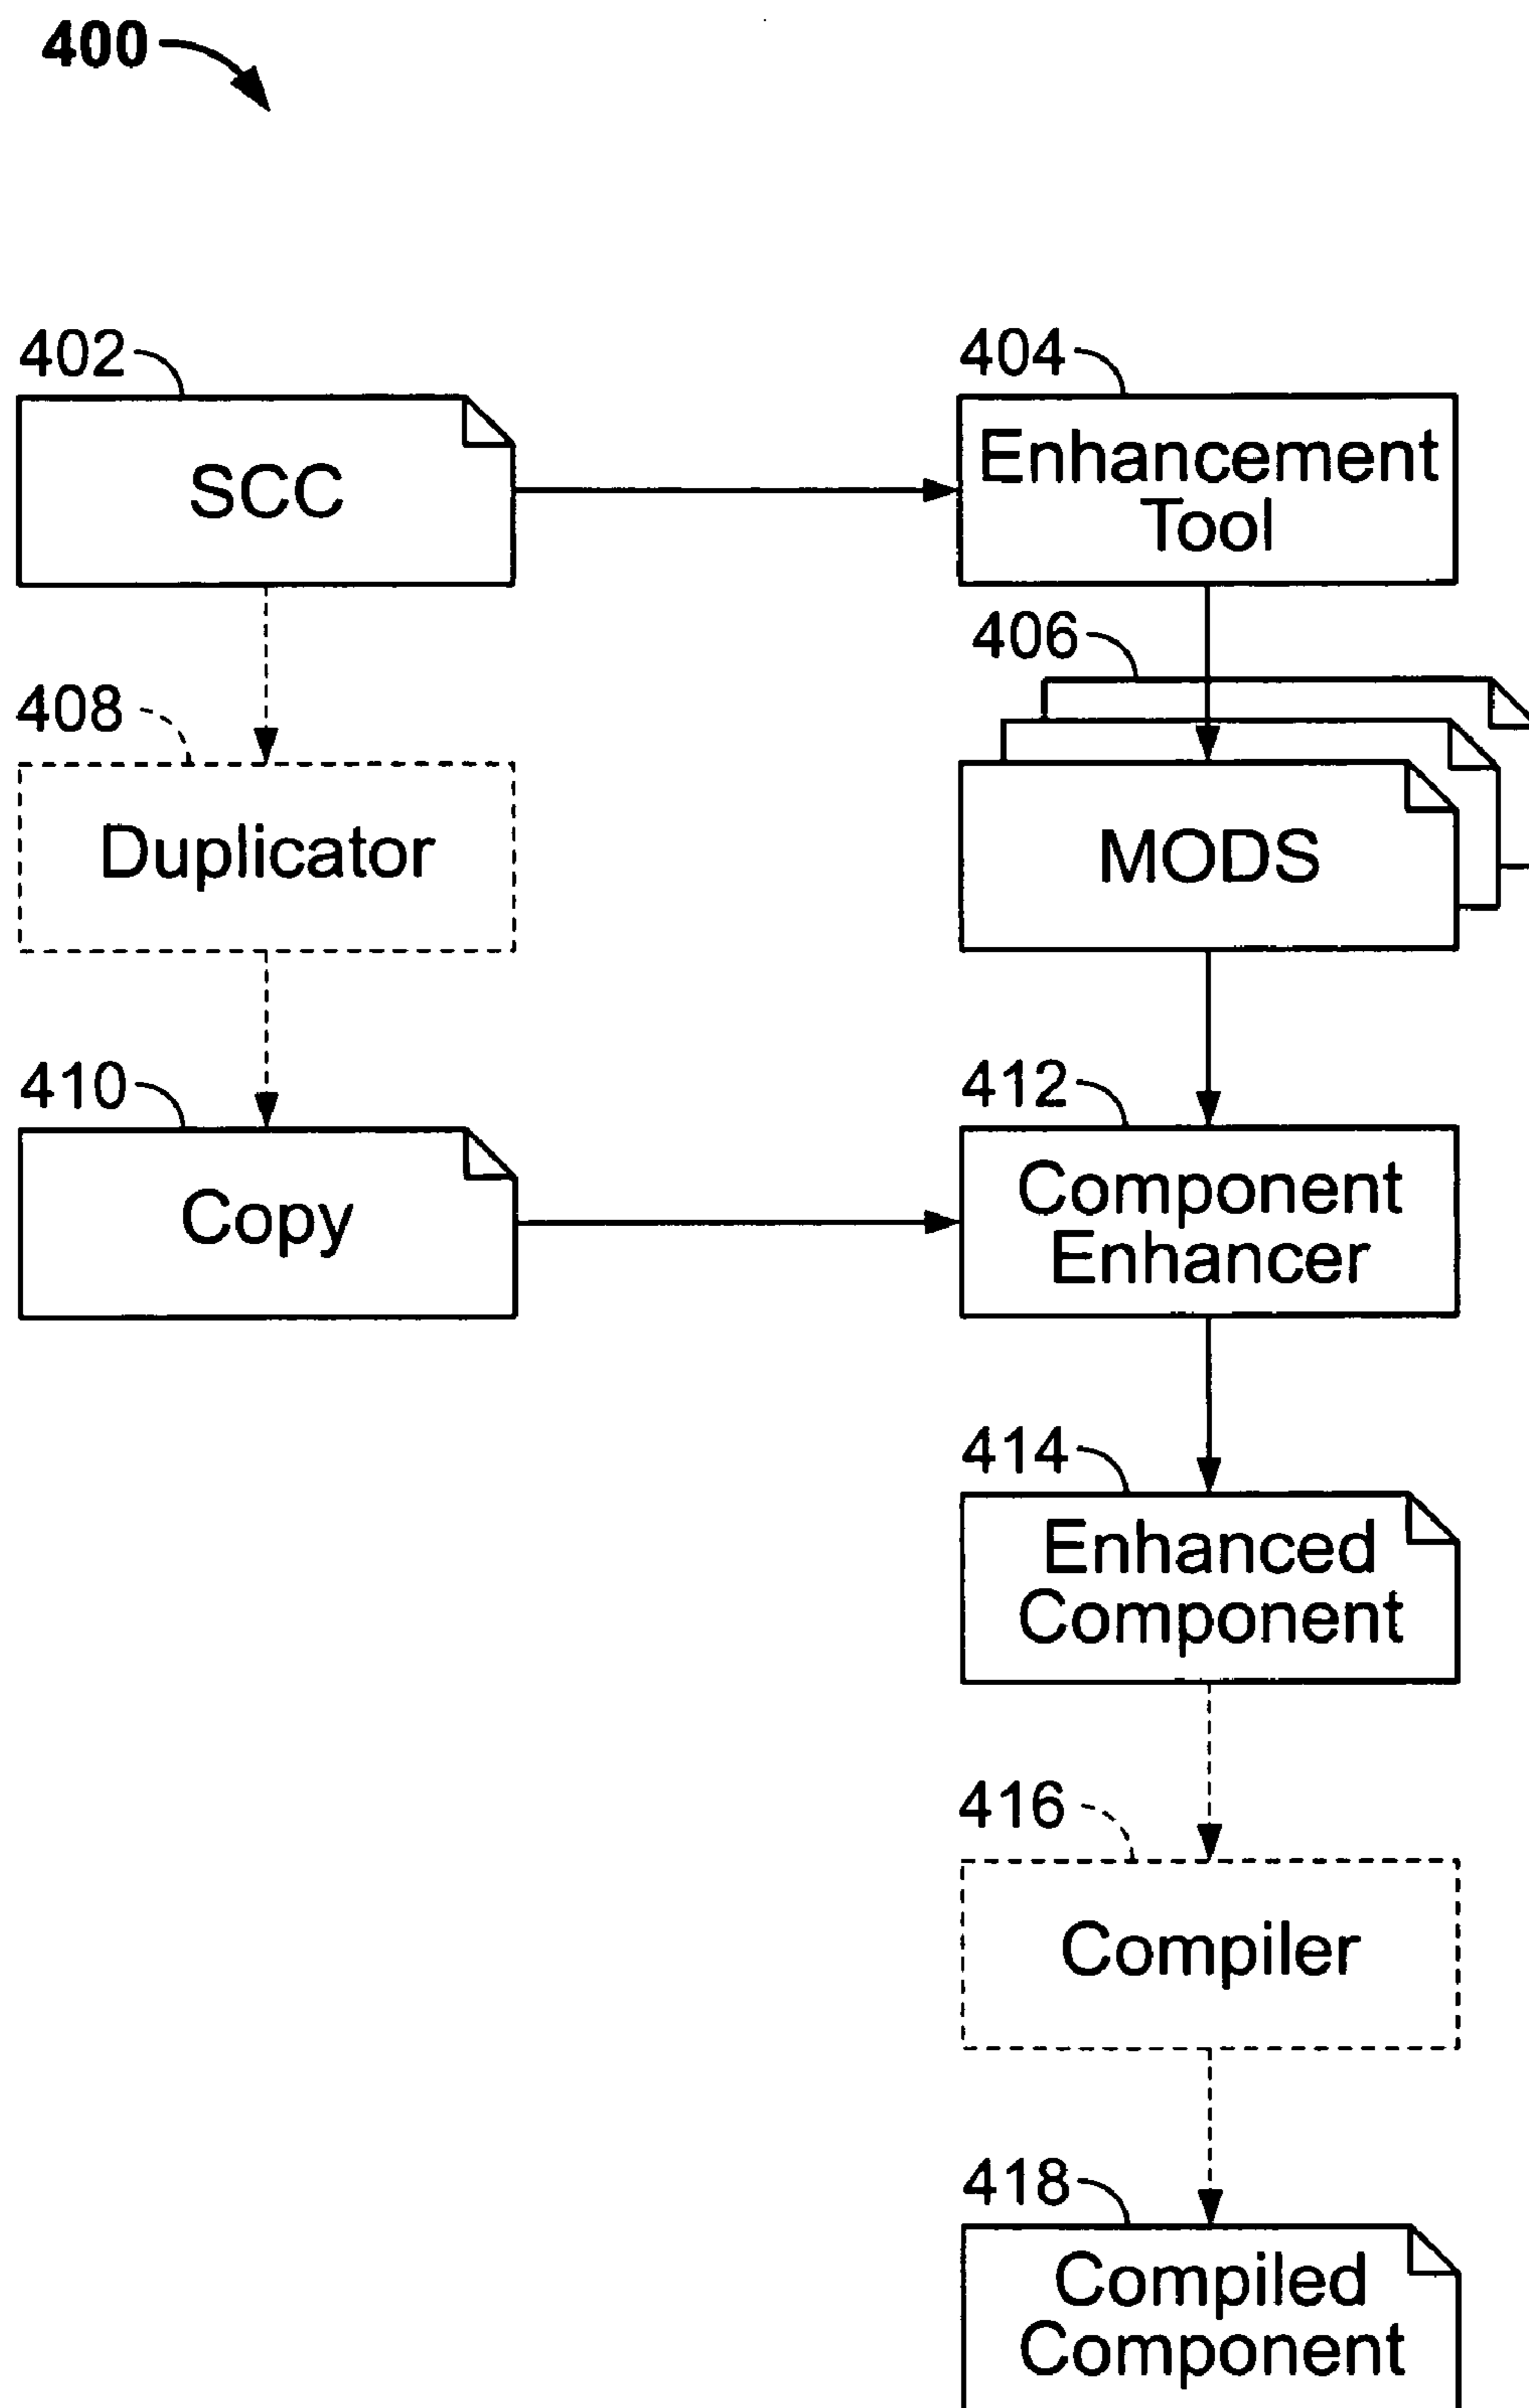 400
402
SCC
404
Enhancement
Tool
406
MODS
408
Duplicator
410
Copy
412
Component
Enhancer
414
Enhanced
Component
416
Compiler
418
Compiled
Component